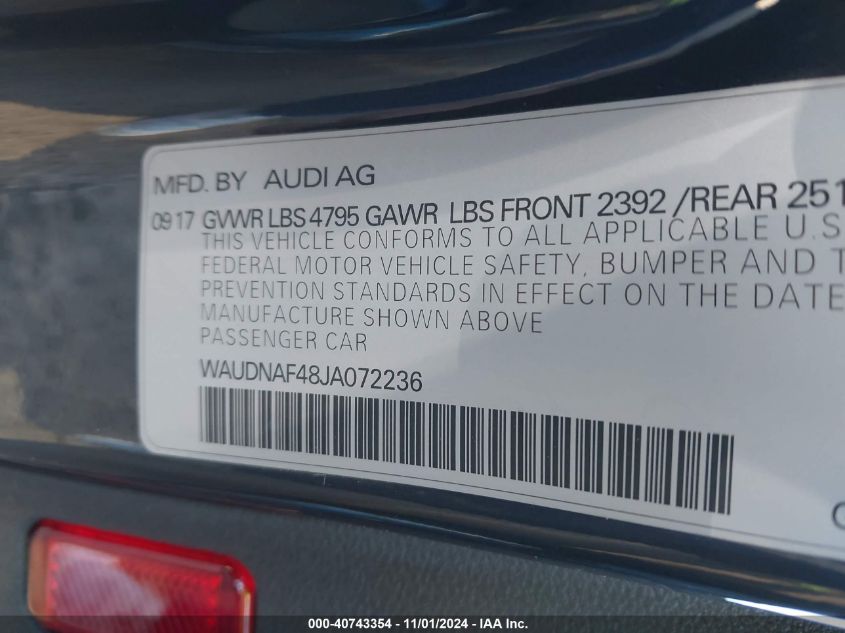 MFD. BY AUDI AG
09 17 GVWR LBS 4795 GAWR LBS FRONT 2392 /REAR 251
THIS VEHICLE CONFORMS TO ALL APPLICABLE U.S
FEDERAL MOTOR VEHICLE SAFETY, BUMPER AND T
PREVENTION STANDARDS IN EFFECT ON THE DATE
MANUFACTURE SHOWN ABOVE
PASSENGER CAR
WAUDNAF48JA072236
000-40743354 - 11/01/2024 - IAA Inc.